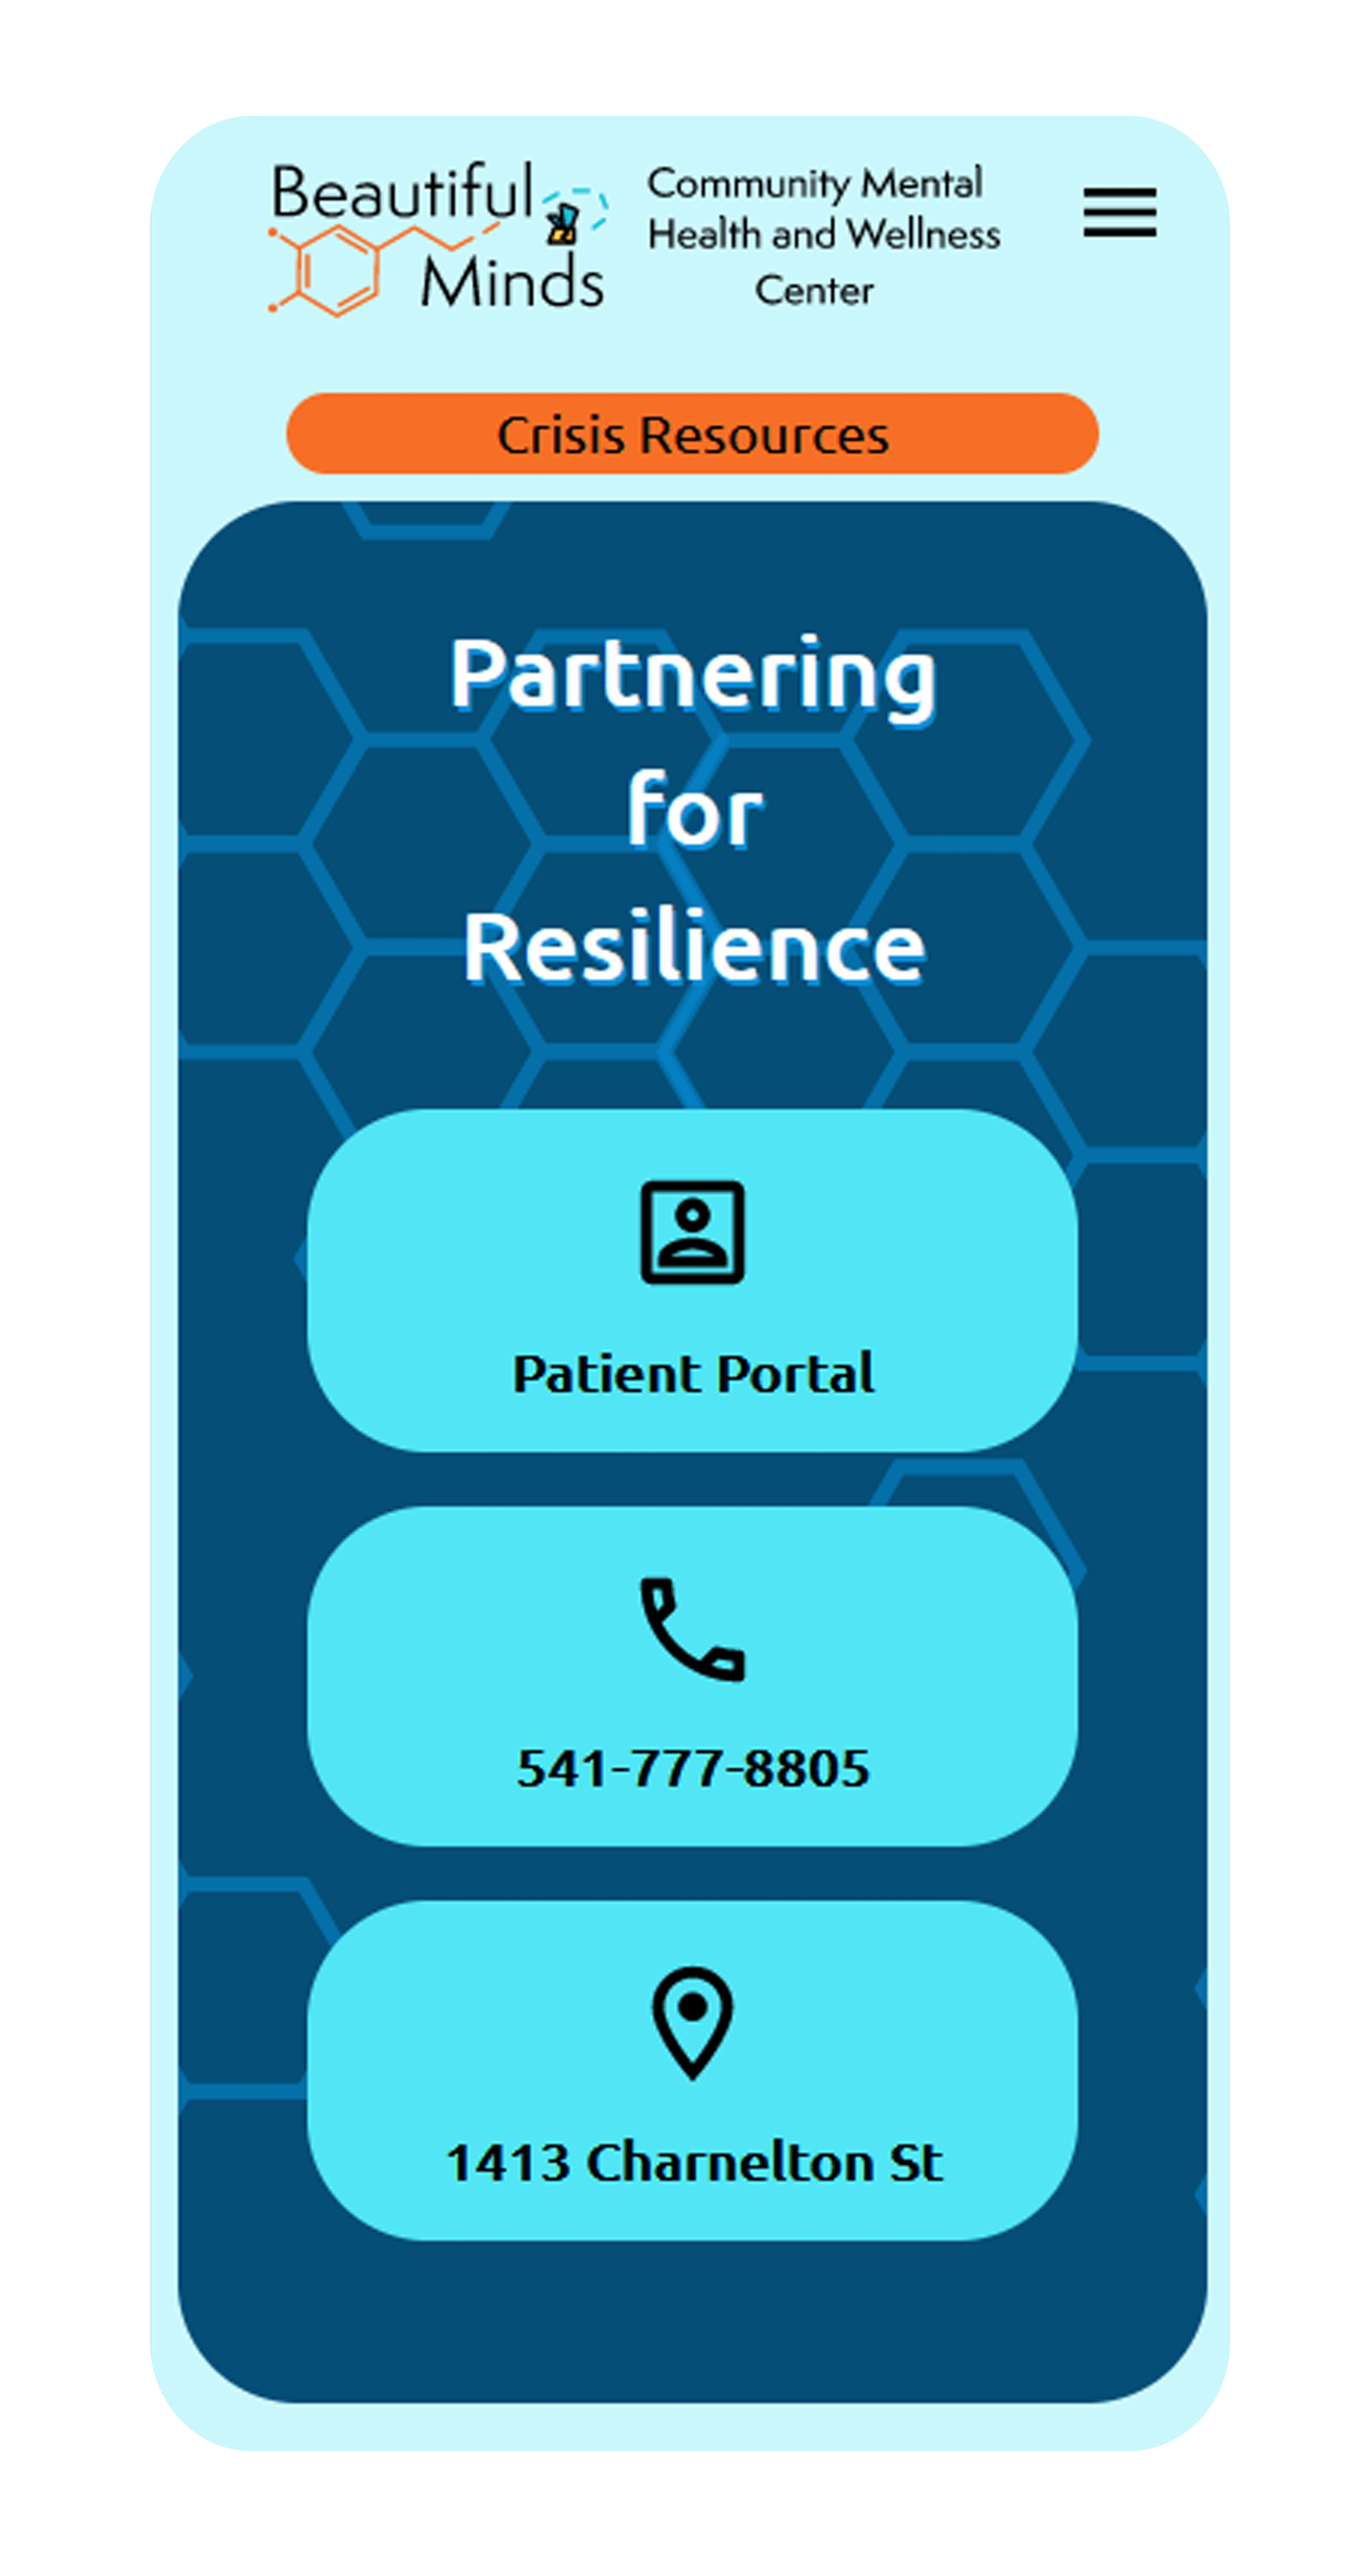 Beautiful
Minds
Community Mental
Health and Wellness
Center
Crisis Resources
Partnering
for
Resilience
Patient Portal
541-777-8805
1413 Charnelton St